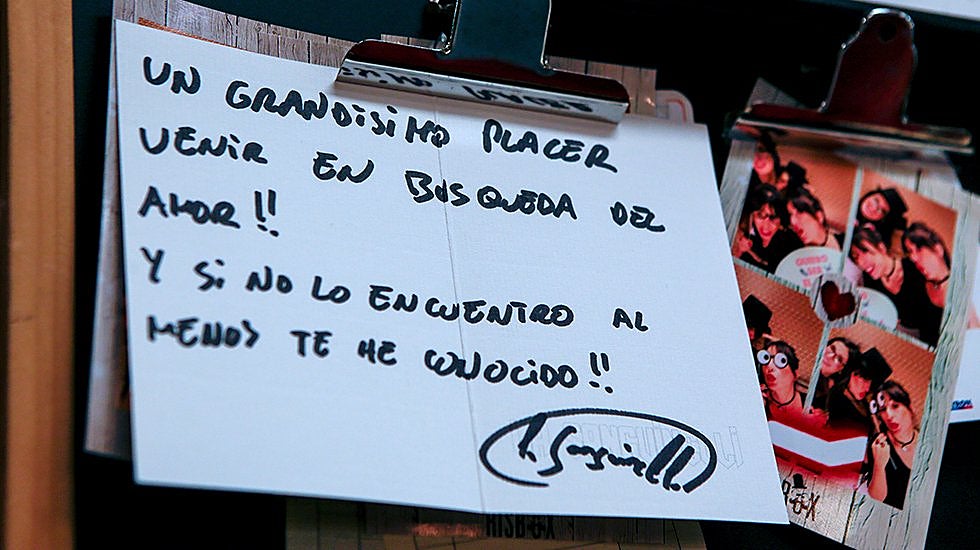 UN GRANDiSiMO PLACER
VENiR EN BUSQUEDA DEL
AMOR!!
Y Si NO LO ENCUENTRO AL
MENOS TE HE CONOCiDO!!